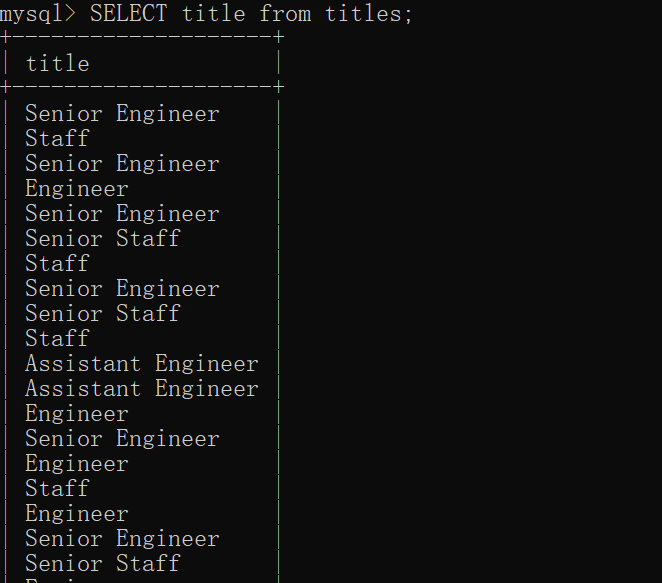 mysql> SELECT title from titles;
+--------------------+
| title              |
+--------------------+
| Senior Engineer    |
| Staff              |
| Senior Engineer    |
| Engineer           |
| Senior Engineer    |
| Senior Staff       |
| Staff              |
| Senior Engineer    |
| Senior Staff       |
| Staff              |
| Assistant Engineer |
| Assistant Engineer |
| Engineer           |
| Senior Engineer    |
| Engineer           |
| Staff              |
| Engineer           |
| Senior Engineer    |
| Senior Staff       |